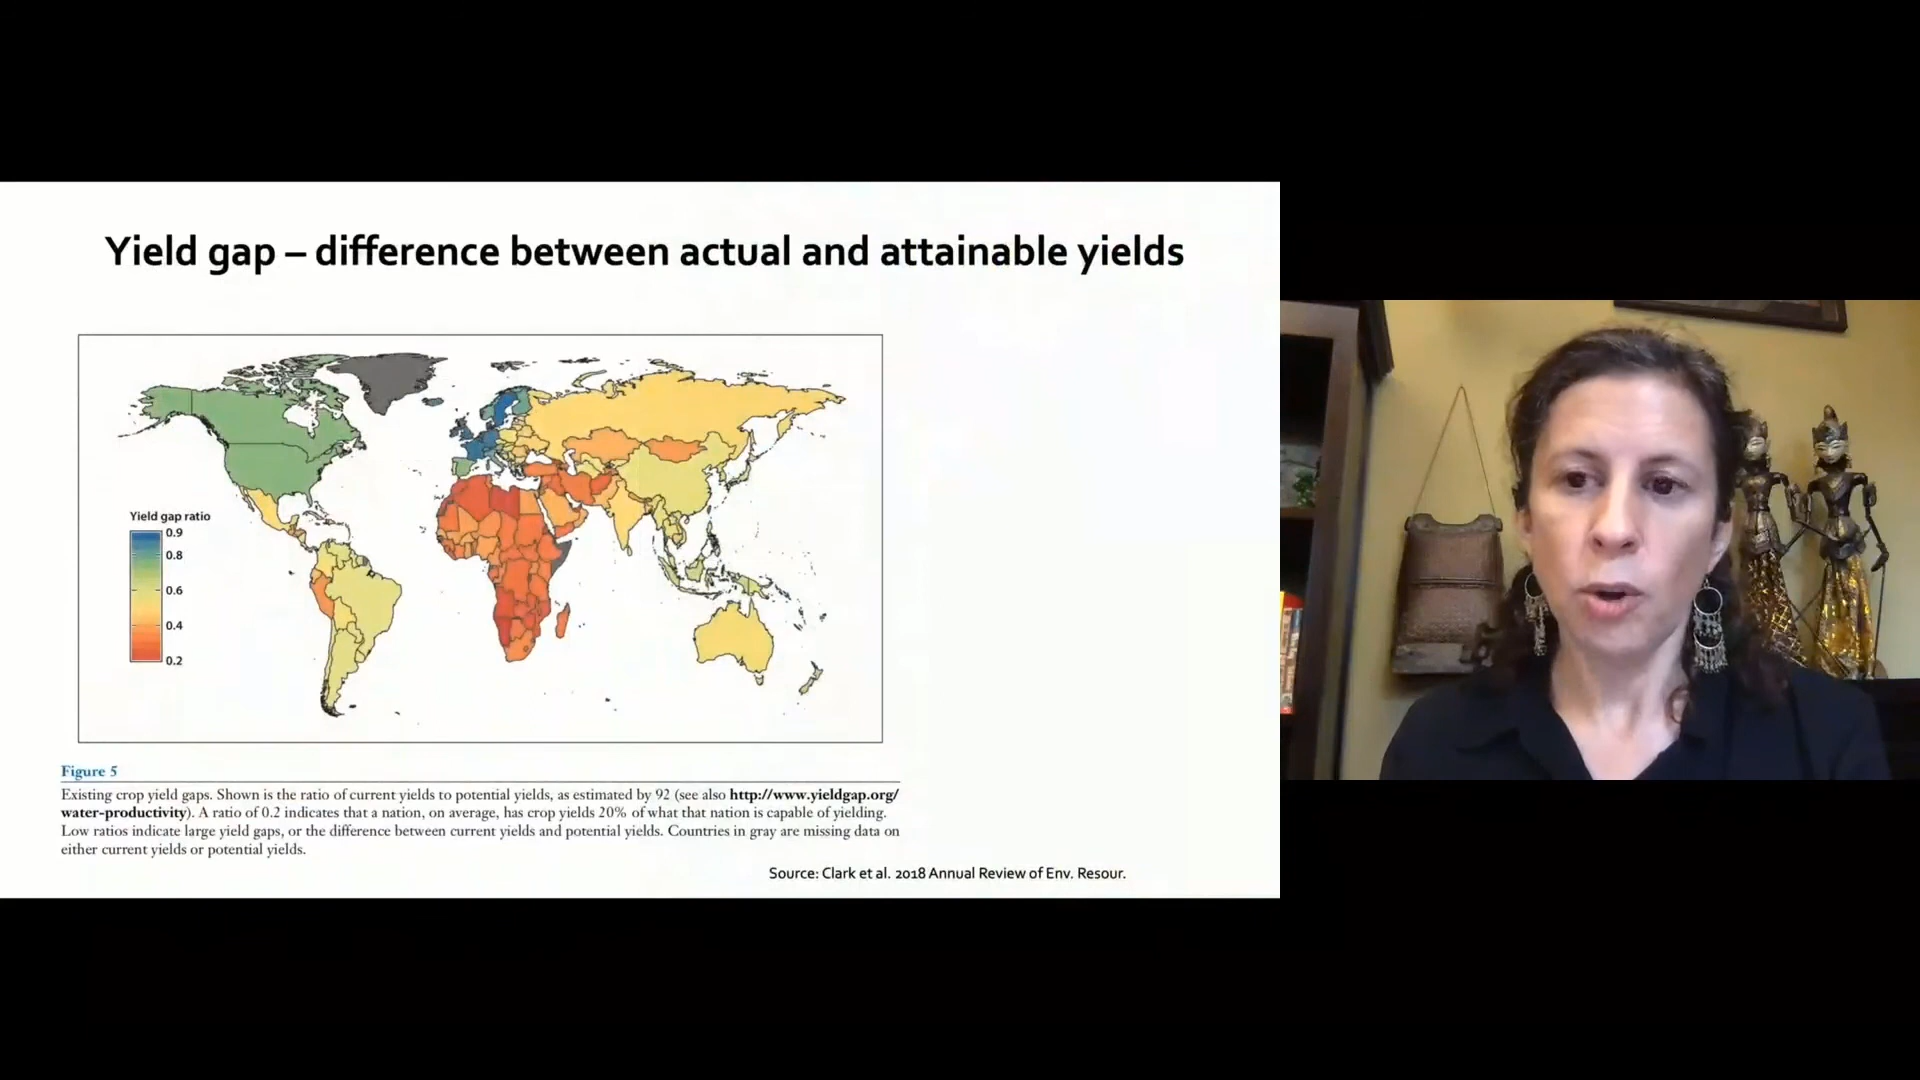 Yield gap – difference between actual and attainable yields
Yield gap ratio
0.9
0.8
0.6
0.4
0.2
Figure 5
Existing crop yield gaps. Shown is the ratio of current yields to potential yields, as estimated by 92 (see also http://www.yieldgap.org/
water-productivity). A ratio of 0.2 indicates that a nation, on average, has crop yields 20% of what that nation is capable of yielding.
Low ratios indicate large yield gaps, or the difference between current yields and potential yields. Countries in gray are missing data on
either current yields or potential yields.
Source: Clark et al. 2018 Annual Review of Env. Resour.